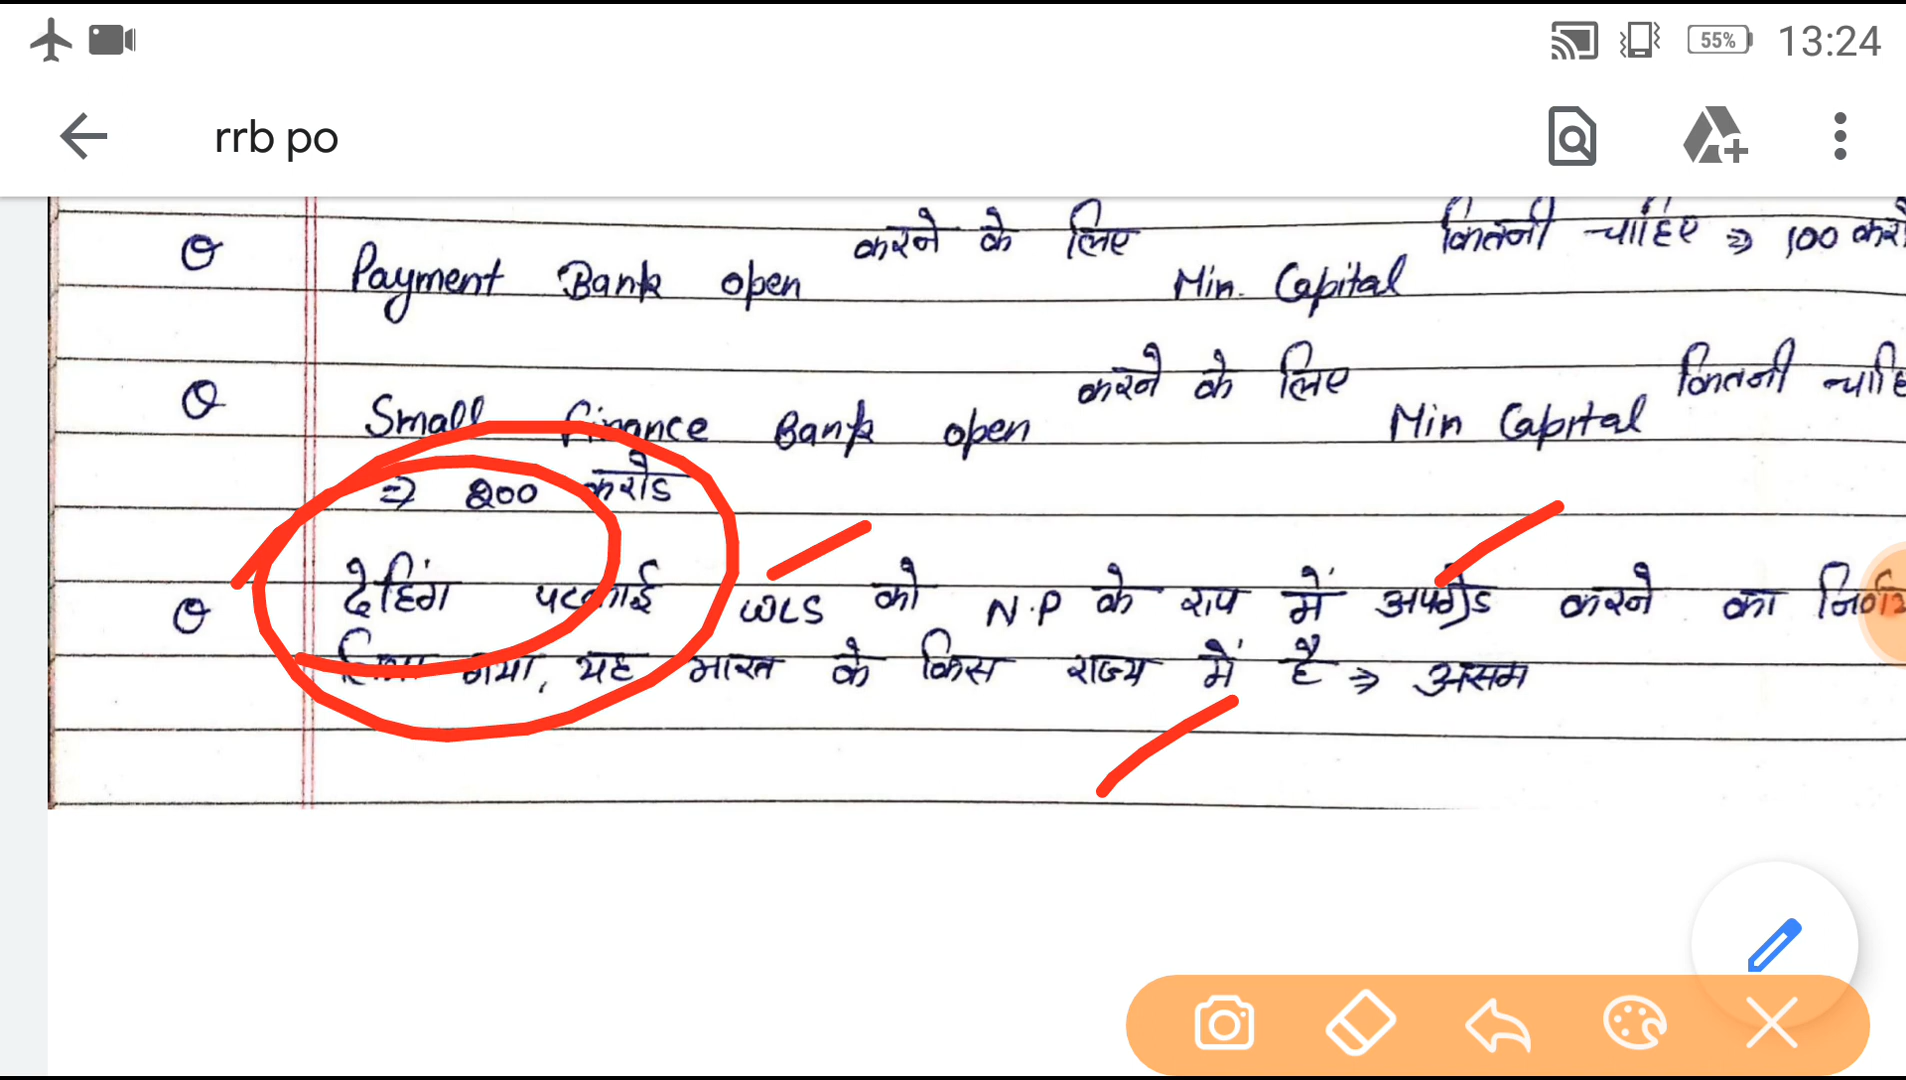 55% 13:24
rrb po
Q Payment Bank open करने के लिए Min. Capital कितनी चाहिए ⇒ 100 करो
Q Small finance Bank open करने के लिए Min Capital कितनी चाहि
⇒ 200 करोड
Q देहिंग पटकाई WLS को N.P के रूप में अपग्रेड करने का निर्णय
लिया गया, यह भारत के किस राज्य में है ⇒ असम